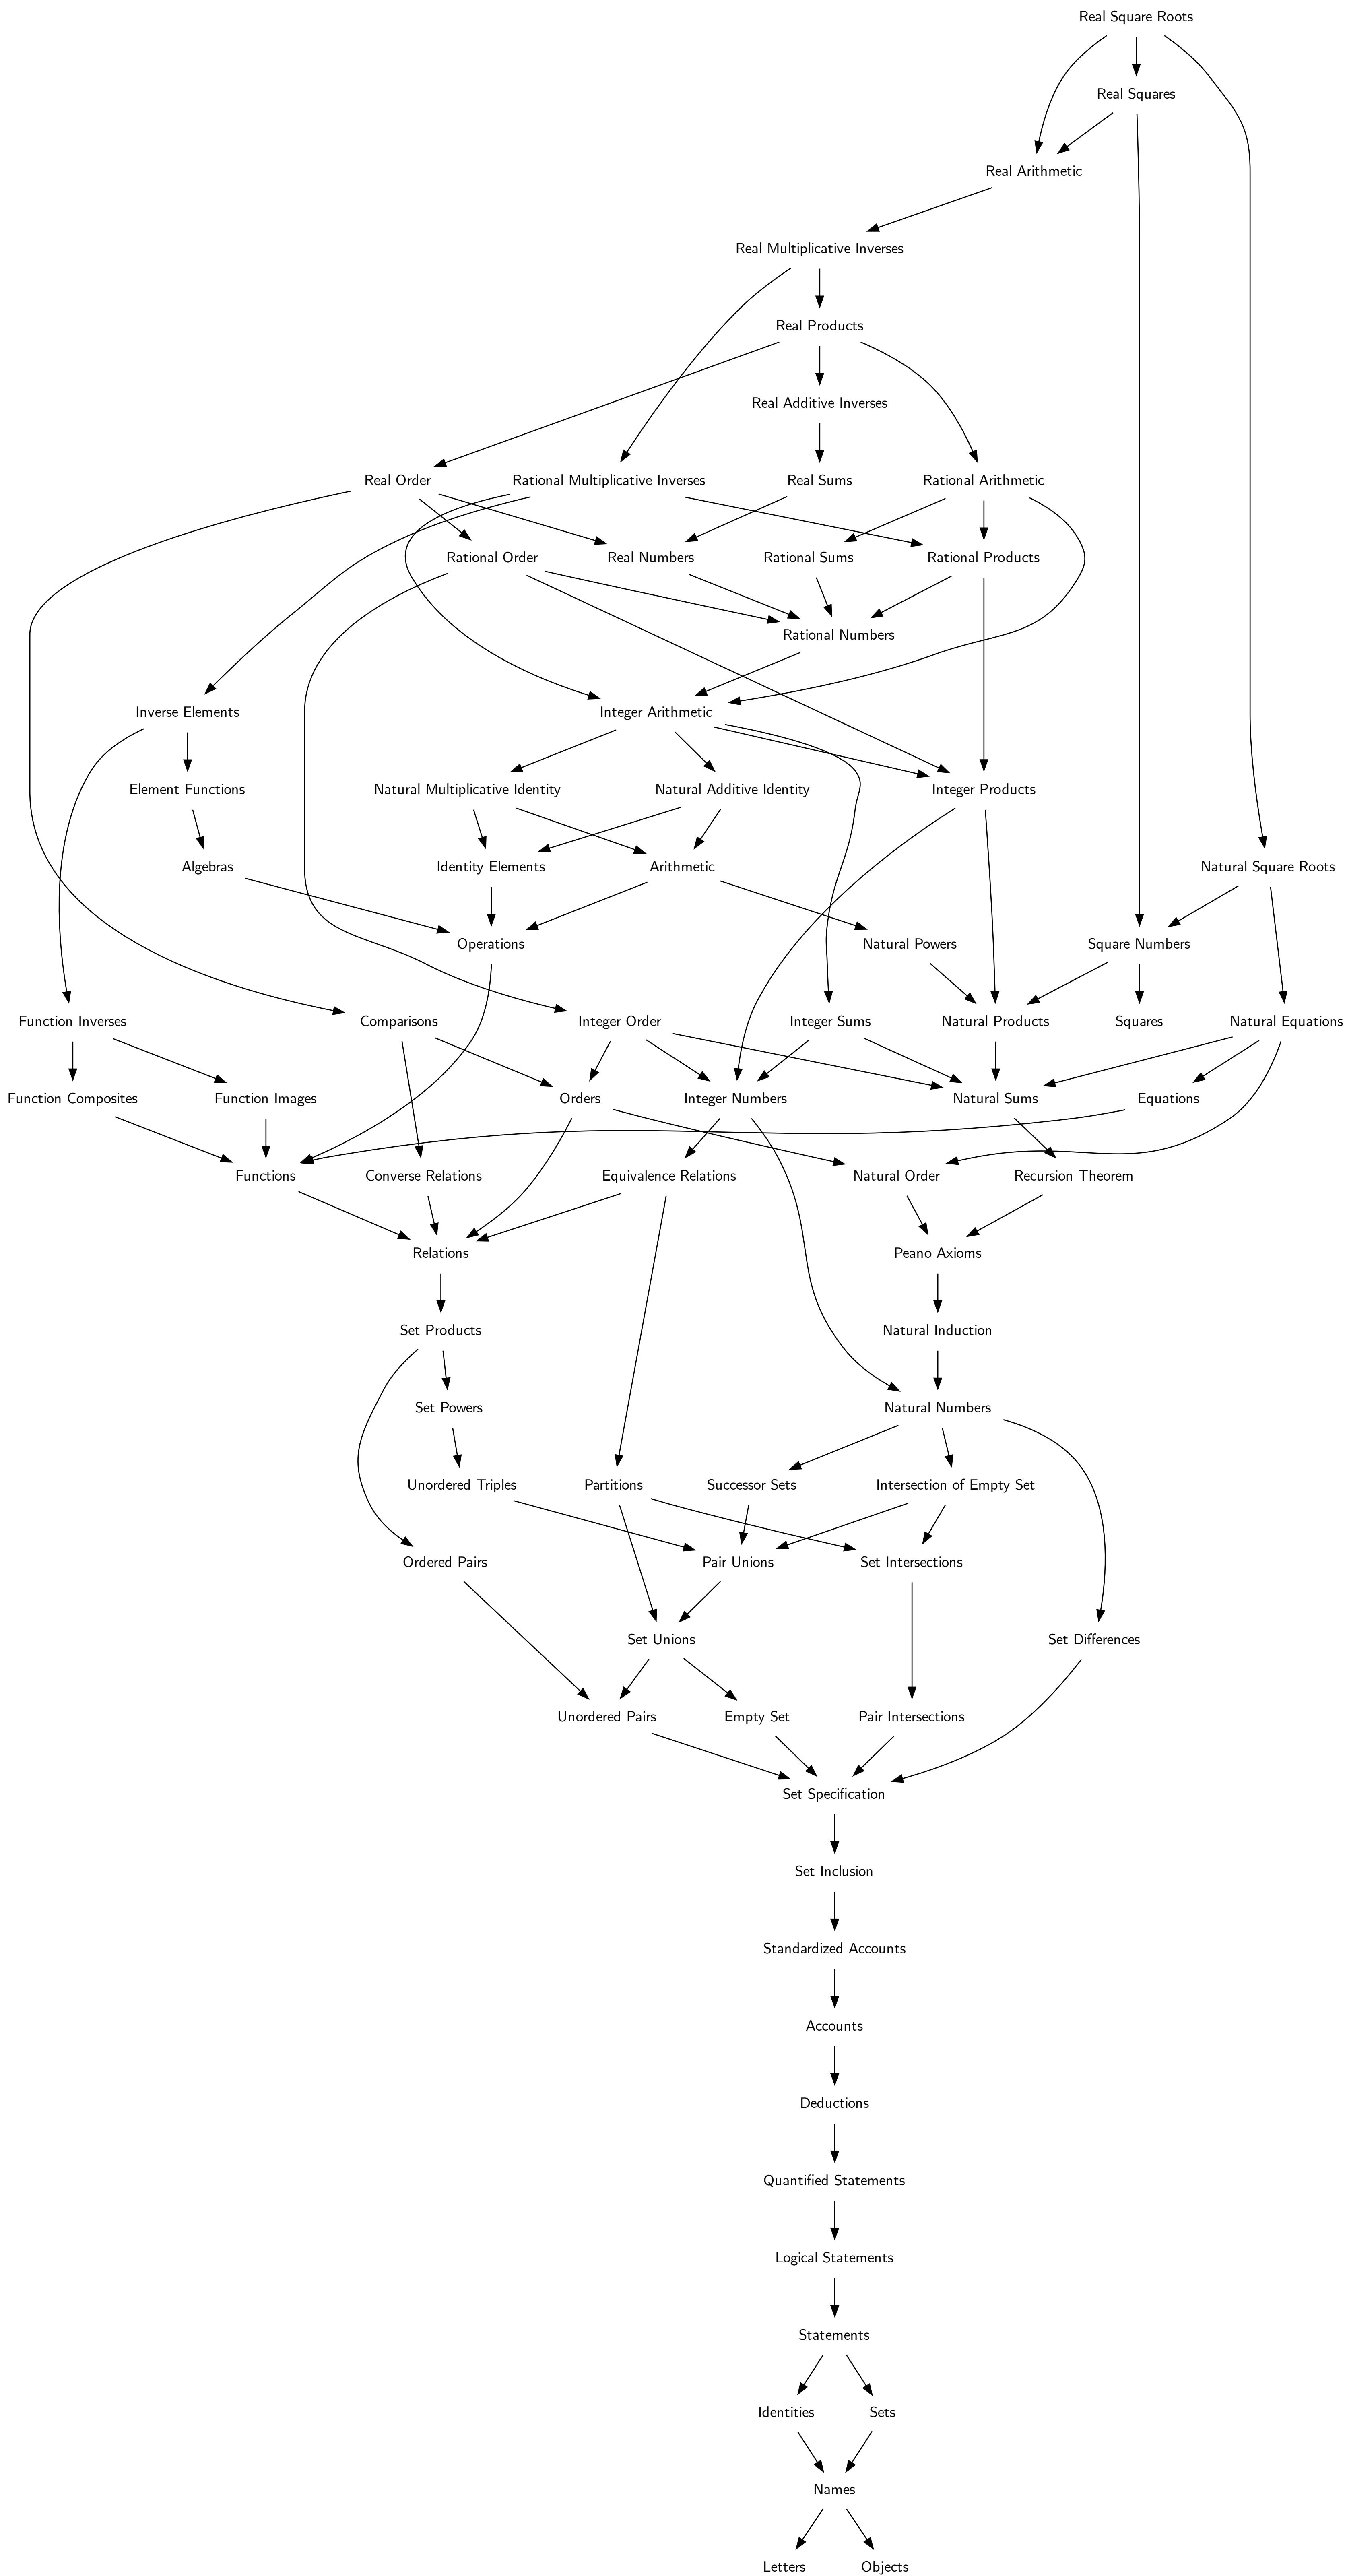 Real Square Roots
Real Squares
Real Arithmetic
Real Multiplicative Inverses
Real Products
Real Additive Inverses
Real Order
Rational Multiplicative Inverses
Real Sums
Rational Arithmetic
Rational Order
Real Numbers
Rational Sums
Rational Products
Rational Numbers
Inverse Elements
Integer Arithmetic
Element Functions
Natural Multiplicative Identity
Natural Additive Identity
Integer Products
Algebras
Identity Elements
Arithmetic
Natural Square Roots
Operations
Natural Powers
Square Numbers
Function Inverses
Comparisons
Integer Order
Integer Sums
Natural Products
Squares
Natural Equations
Function Composites
Function Images
Orders
Integer Numbers
Natural Sums
Equations
Functions
Converse Relations
Equivalence Relations
Natural Order
Recursion Theorem
Relations
Peano Axioms
Set Products
Natural Induction
Set Powers
Natural Numbers
Unordered Triples
Partitions
Successor Sets
Intersection of Empty Set
Ordered Pairs
Pair Unions
Set Intersections
Set Unions
Set Differences
Unordered Pairs
Empty Set
Pair Intersections
Set Specification
Set Inclusion
Standardized Accounts
Accounts
Deductions
Quantified Statements
Logical Statements
Statements
Identities
Sets
Names
Letters
Objects